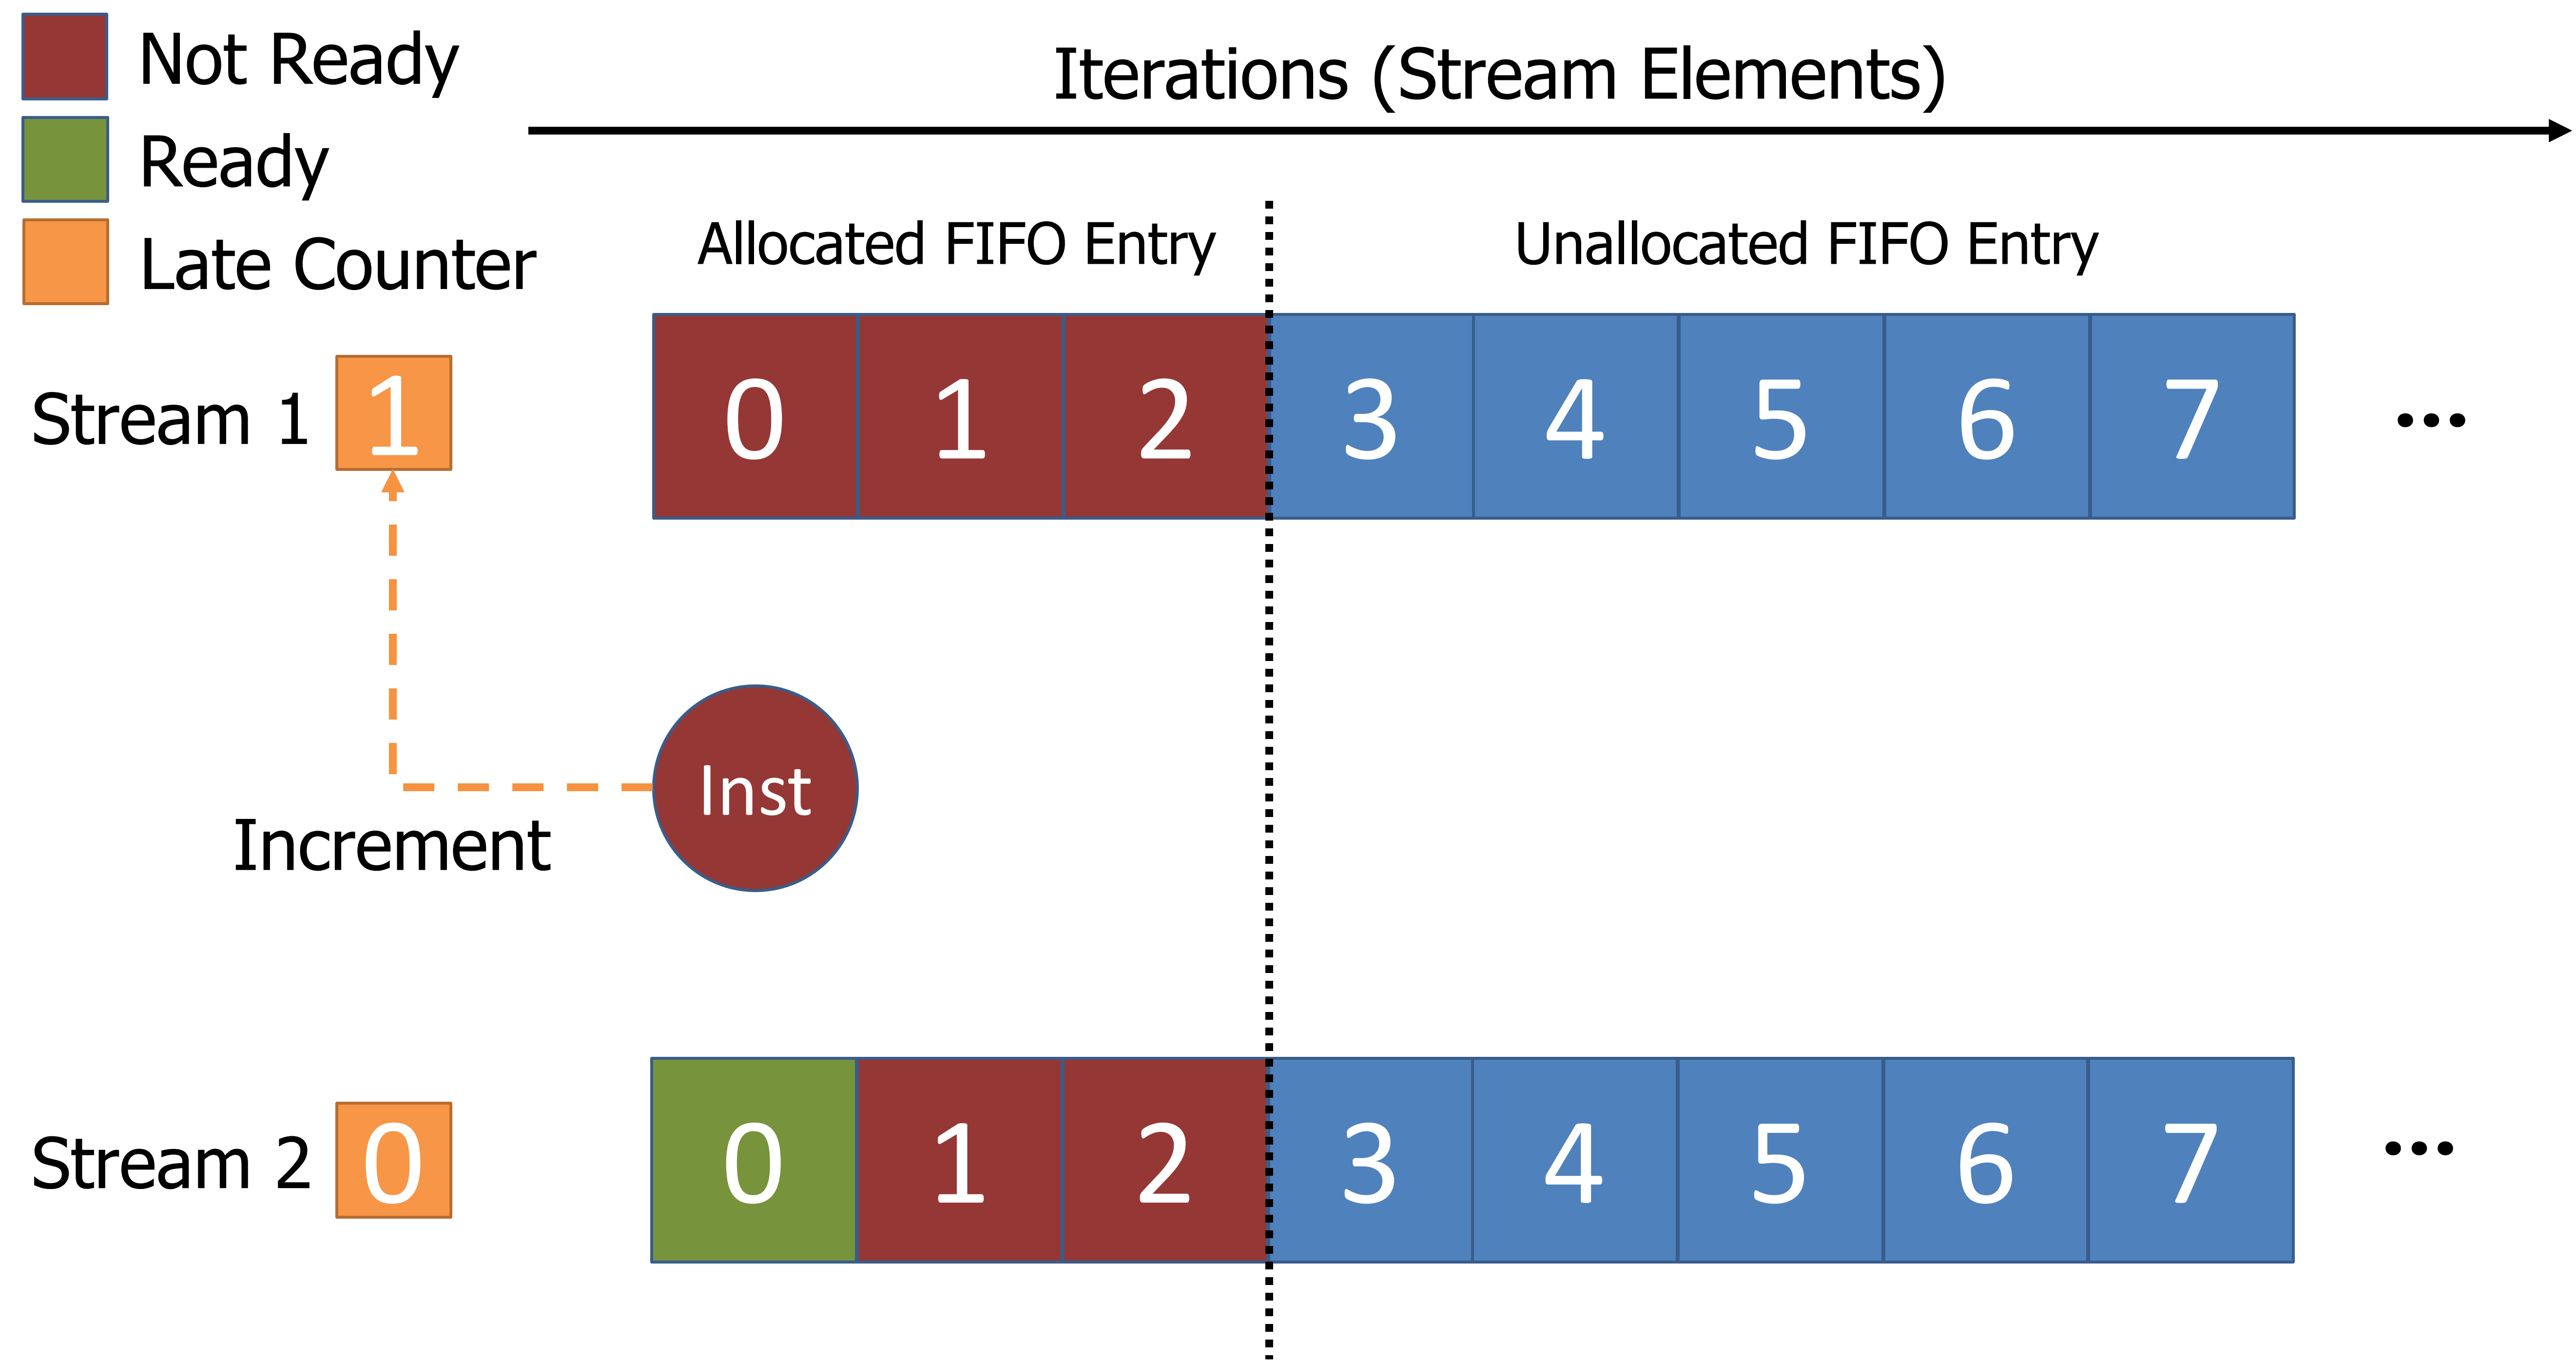 Not Ready
Ready
Late Counter
Iterations (Stream Elements)
Allocated FIFO Entry
Unallocated FIFO Entry
Stream 1 1 0 1 2 3 4 5 6 7 ...
Inst
Increment
Stream 2 0 0 1 2 3 4 5 6 7 ...